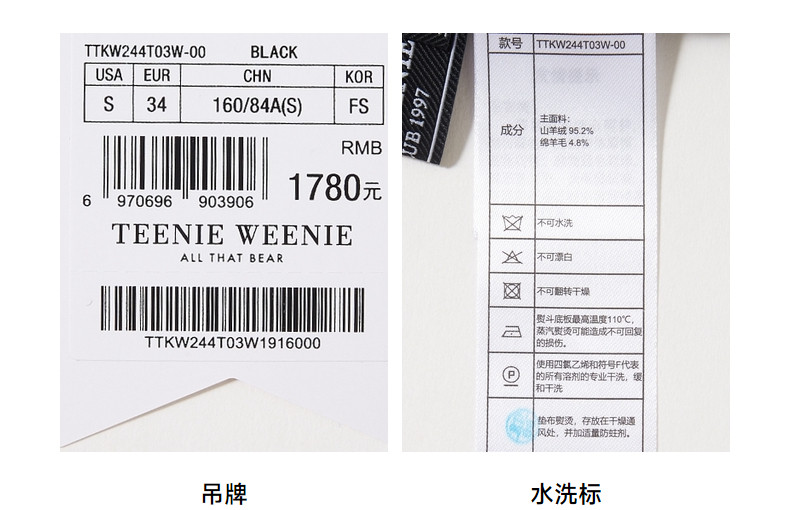 TTKW244T03W-00 BLACK
USA EUR CHN KOR
S 34 160/84A(S) FS
RMB
1780元
6 970696 903906
TEENIE WEENIE
ALL THAT BEAR
TTKW244T03W1916000
吊牌
UB 1997
款号 TTKW244T03W-00
成分
主面料：
山羊绒 95.2%
绵羊毛 4.8%
不可水洗
不可漂白
不可翻转干燥
熨斗底板最高温度110℃，
蒸汽熨烫可能造成不可回复
的损伤。
P
使用四氯乙烯和符号F代表
的所有溶剂的专业干洗，缓
和干洗
垫布熨烫，存放在干燥通
风处，并加适量防蛀剂。
水洗标